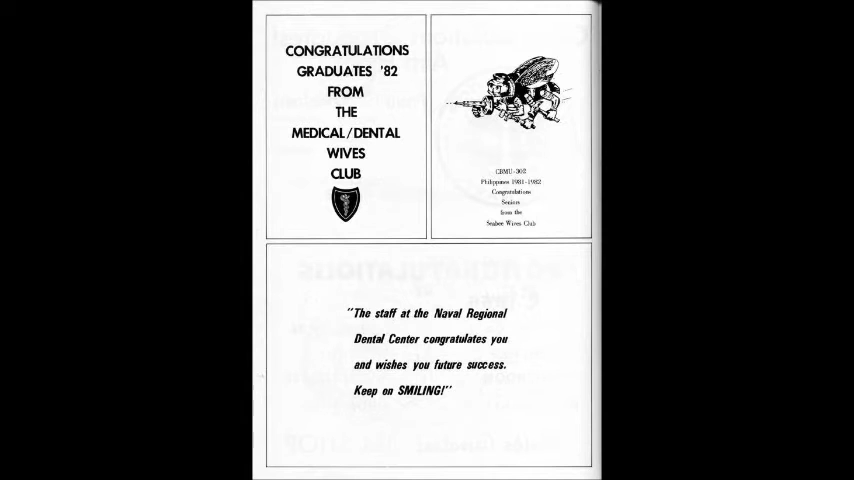 CONGRATULATIONS
GRADUATES '82
FROM
THE
MEDICAL/DENTAL
WIVES
CLUB
CBMU-302
Philippines 1981-1982
Congratulations
Seniors
from the
Seabee Wives Club
"The staff at the Naval Regional
Dental Center congratulates you
and wishes you future success.
Keep on SMILING!"